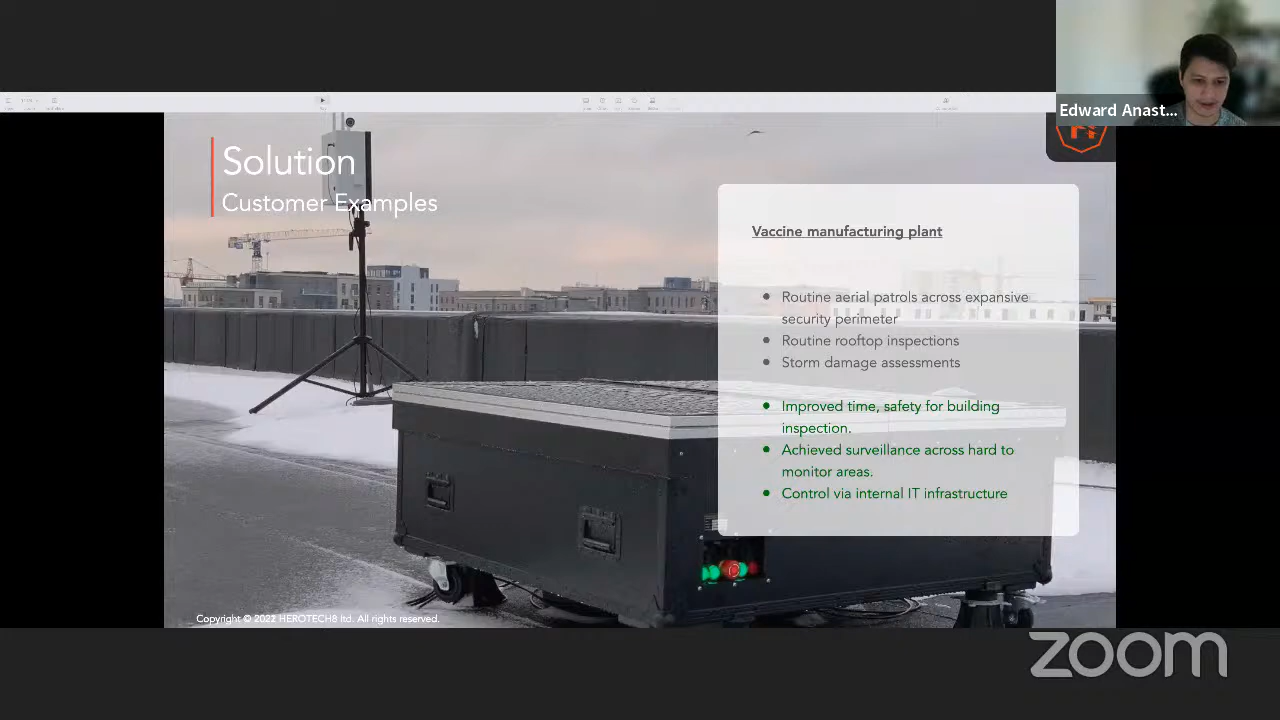 Edward Anast...
Solution
Customer Examples
Vaccine manufacturing plant
● Routine aerial patrols across expansive
security perimeter
● Routine rooftop inspections
● Storm damage assessments
● Improved time, safety for building
inspection.
● Achieved surveillance across hard to
monitor areas.
● Control via internal IT infrastructure
Copyright © 2022 HEROTECH8 ltd. All rights reserved.
zoom